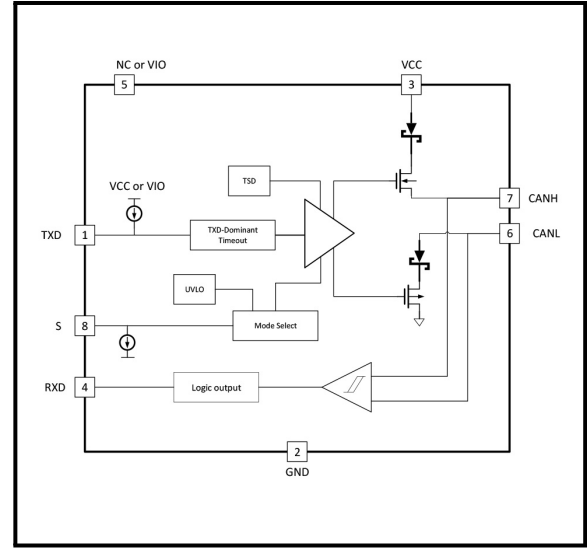 NC or VIO
VCC
5
3
TSD
VCC or VIO
7
CANH
TXD
1
TXD-Dominant
Timeout
6
CANL
UVLO
S
8
Mode Select
RXD
4
Logic output
2
GND